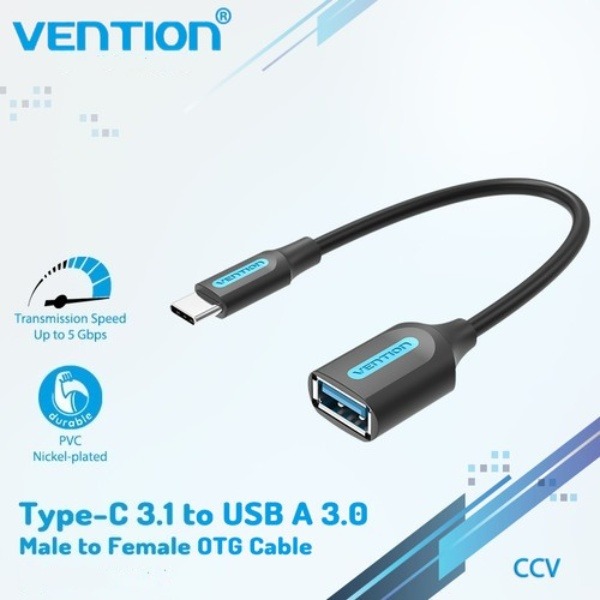 VENTION®
VENTION
VENTION
Transmission Speed
Up to 5 Gbps
durable
PVC
Nickel-plated
Type-C 3.1 to USB A 3.0
Male to Female OTG Cable
CCV